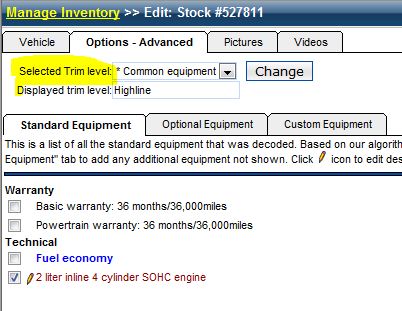 Manage Inventory >> Edit: Stock #527811
Vehicle Options - Advanced Pictures Videos
Selected Trim level: * Common equipment Change
Displayed trim level: Highline
Standard Equipment Optional Equipment Custom Equipment
This is a list of all the standard equipment that was decoded. Based on our algorith
Equipment" tab to add any additional equipment not shown. Click icon to edit des
Warranty
Basic warranty: 36 months/36,000miles
Powertrain warranty: 36 months/36,000miles
Technical
Fuel economy
2 liter inline 4 cylinder SOHC engine